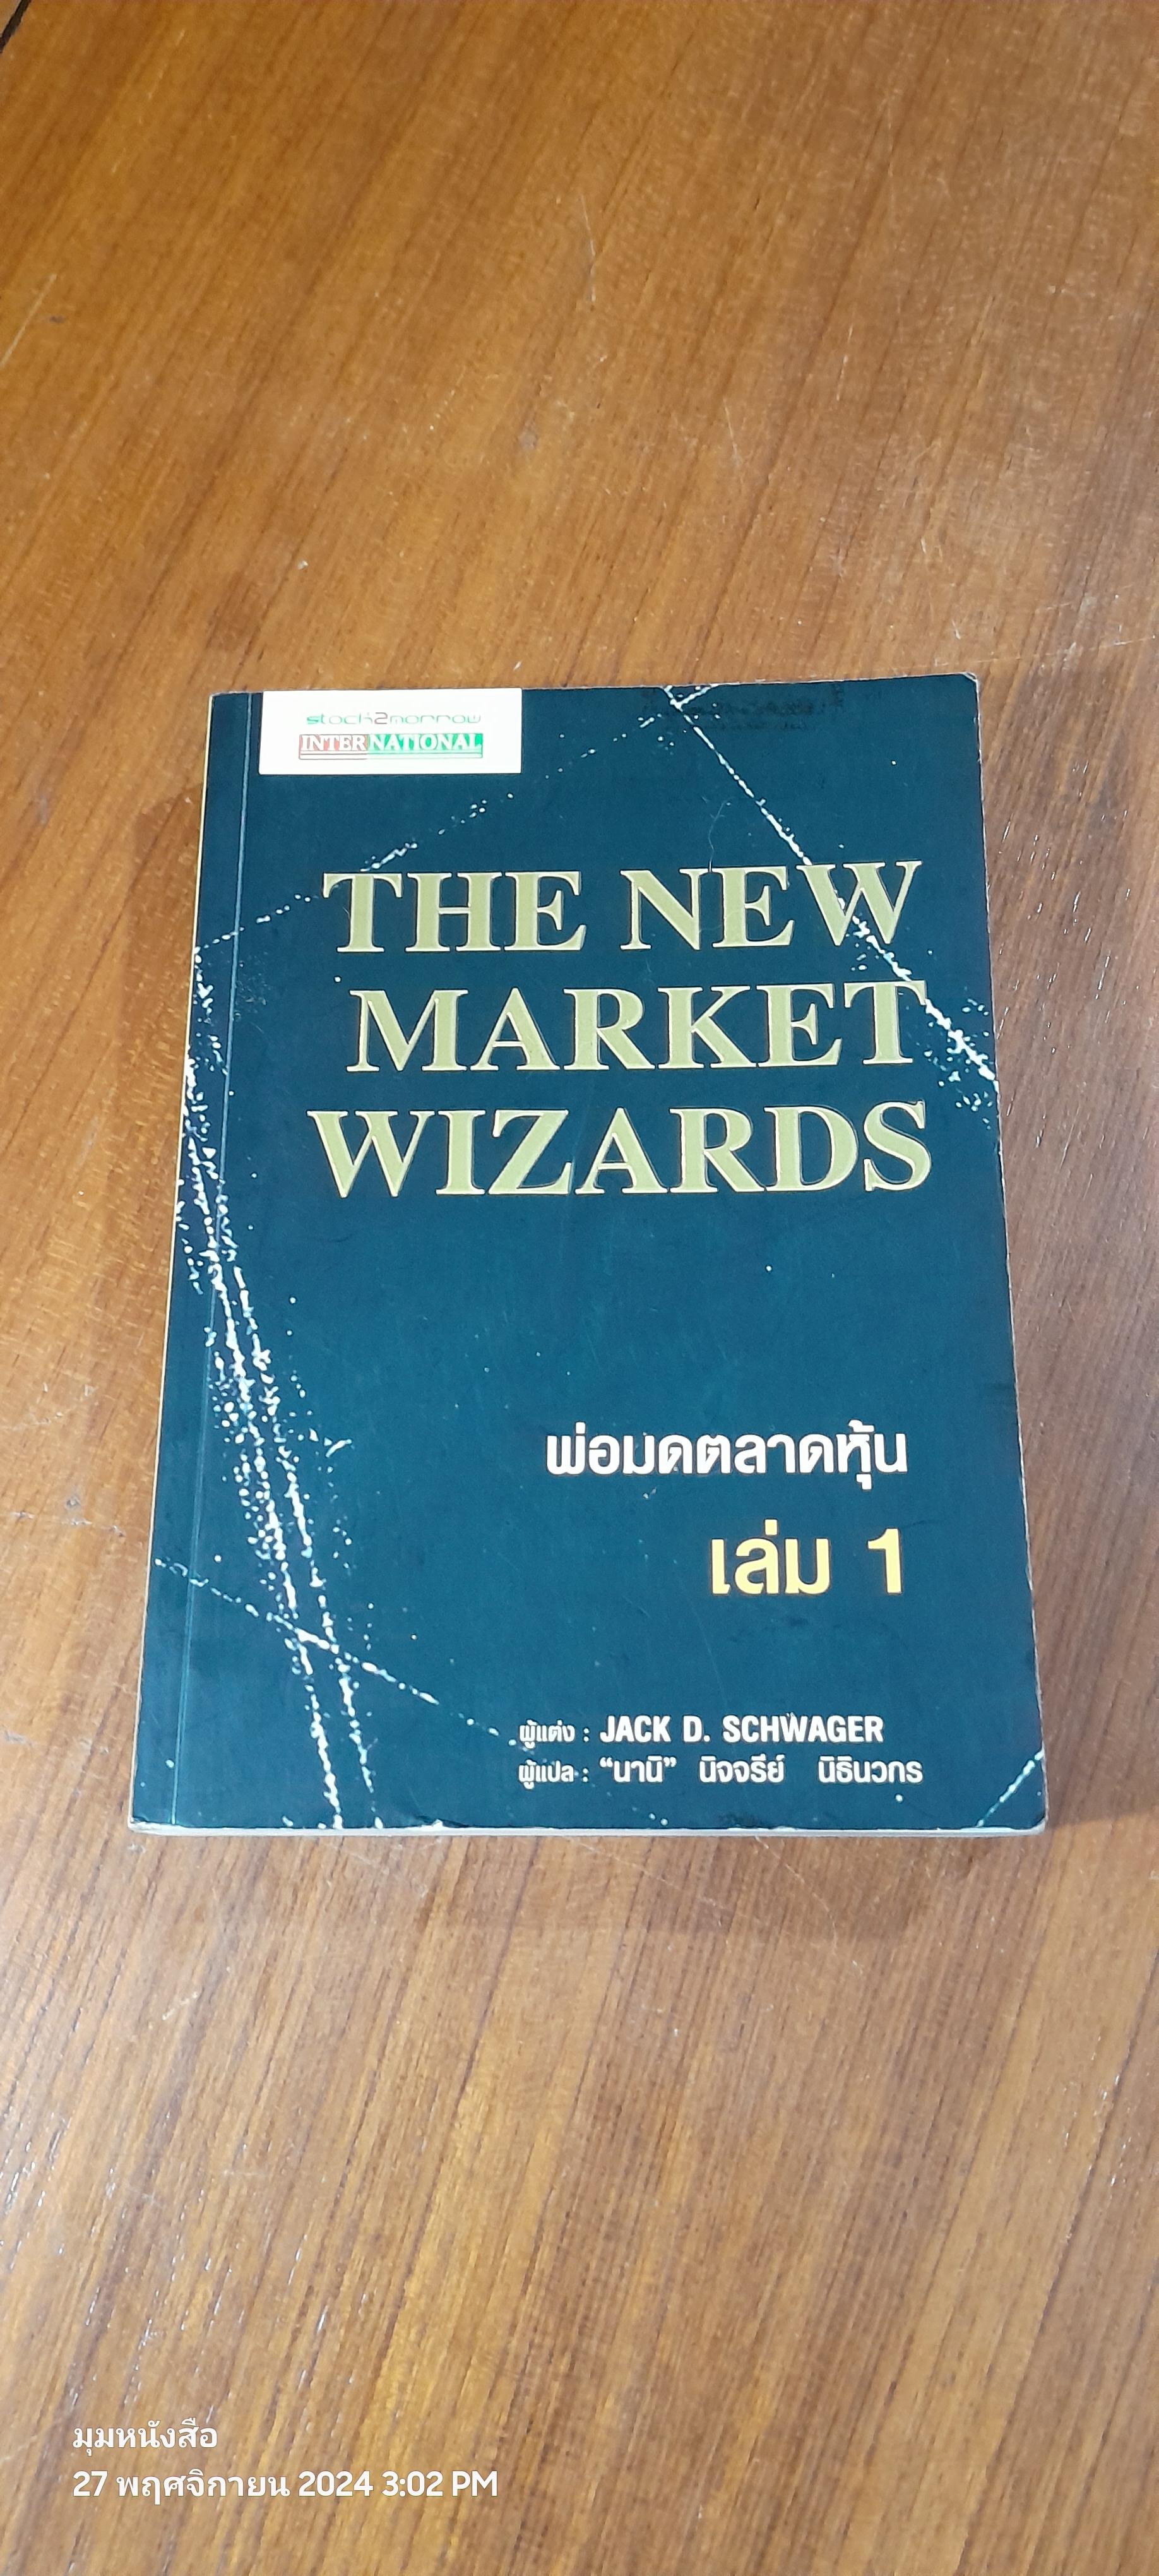 stock2morrow
INTERNATIONAL
THE NEW
MARKET
WIZARDS
พ่อมดตลาดหุ้น
เล่ม 1
ผู้แต่ง : JACK D. SCHWAGER
ผู้แปล : “นานิ” นิจจรีย์ นิธินวกร
มุมหนังสือ
27 พฤศจิกายน 2024 3:02 PM